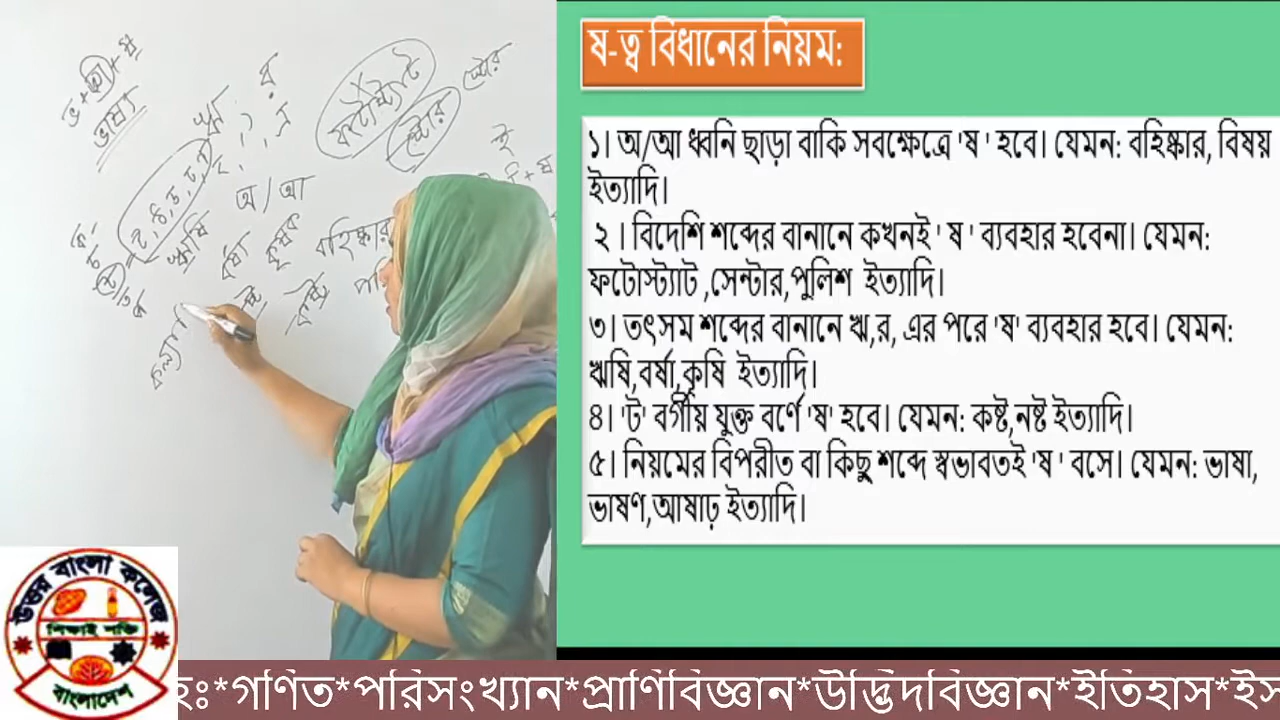 ষ-ত্ব বিধানের নিয়ম:
১। অ/আ ধ্বনি ছাড়া বাকি সবক্ষেত্রে 'ষ ' হবে। যেমন: বহিষ্কার, বিষয়
ইত্যাদি।
২ । বিদেশি শব্দের বানানে কখনই ' ষ ' ব্যবহার হবেনা। যেমন:
ফটোস্ট্যাট ,সেন্টার,পুলিশ ইত্যাদি।
৩। তৎসম শব্দের বানানে ঋ,র, এর পরে 'ষ' ব্যবহার হবে। যেমন:
ঋষি,বর্ষা,কৃষি ইত্যাদি।
৪। 'ট' বর্গীয় যুক্ত বর্ণে 'ষ' হবে। যেমন: কষ্ট,নষ্ট ইত্যাদি।
৫। নিয়মের বিপরীত বা কিছু শব্দে স্বভাবতই 'ষ ' বসে। যেমন: ভাষা,
ভাষণ,আষাঢ় ইত্যাদি।
ভাষা
অ/আ
ঋষি
বর্ষা
কৃষক
বহিষ্কার
উত্তর বাংলা কলেজ
শিক্ষাই শক্তি
বাংলাদেশ
হঃ*গণিত*পরিসংখ্যান*প্রাণিবিজ্ঞান*উদ্ভিদবিজ্ঞান*ইতিহাস*ইস